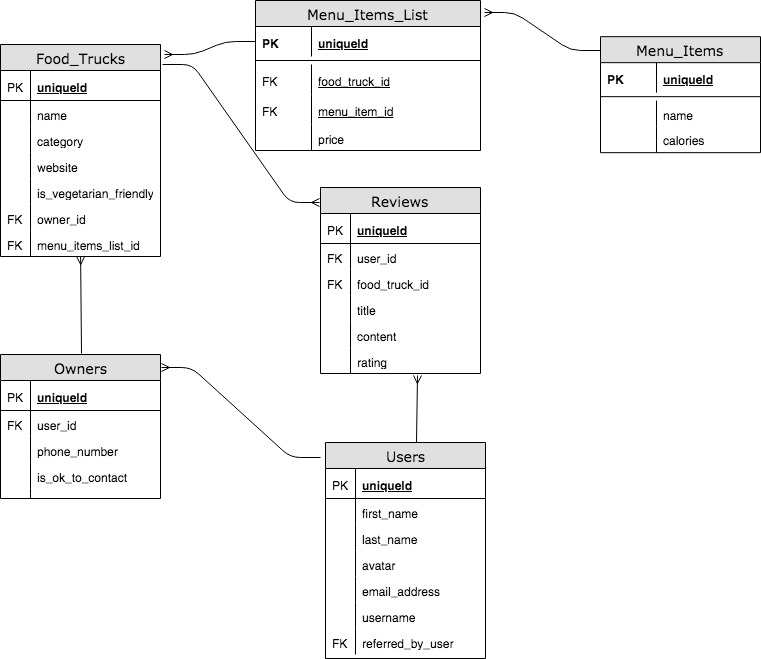 Menu_Items_List
PK uniqueId
FK food_truck_id
FK menu_item_id
price
Menu_Items
PK uniqueId
name
calories
Food_Trucks
PK uniqueId
name
category
website
is_vegetarian_friendly
FK owner_id
FK menu_items_list_id
Reviews
PK uniqueId
FK user_id
FK food_truck_id
title
content
rating
Owners
PK uniqueId
FK user_id
phone_number
is_ok_to_contact
Users
PK uniqueId
first_name
last_name
avatar
email_address
username
FK referred_by_user